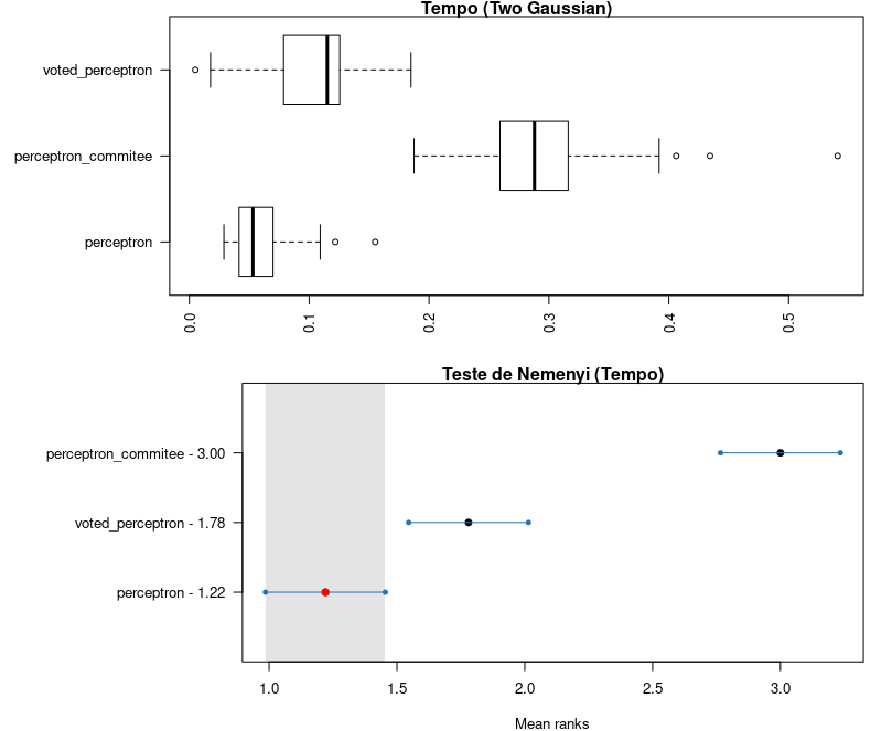 Tempo (Two Gaussian)
voted_perceptron
perceptron_commitee
perceptron
0.0 0.1 0.2 0.3 0.4 0.5
Teste de Nemenyi (Tempo)
perceptron_commitee - 3.00
voted_perceptron - 1.78
perceptron - 1.22
1.0 1.5 2.0 2.5 3.0
Mean ranks